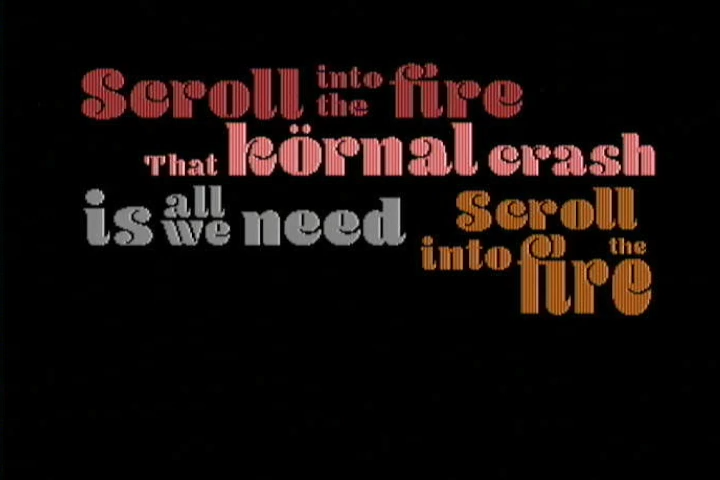 Scroll into the fire
That körnal crash
is all we need
Scroll into the fire